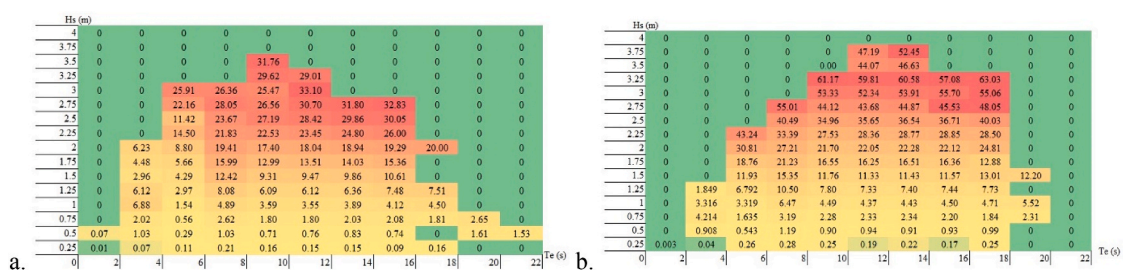 Hs (m)
4 0 0 0 0 0 0 0 0 0 0 0
3.75 0 0 0 0 0 0 0 0 0 0 0
3.5 0 0 0 0 31.76 0 0 0 0 0 0
3.25 0 0 0 0 29.62 29.01 0 0 0 0 0
3 0 0 25.91 26.36 25.47 33.10 0 0 0 0 0
2.75 0 0 22.16 28.05 26.56 30.70 31.80 32.83 0 0 0
2.5 0 0 11.42 23.67 27.19 28.42 29.86 30.05 0 0 0
2.25 0 0 14.50 21.83 22.53 23.45 24.80 26.00 0 0 0
2 0 6.23 8.80 19.41 17.40 18.04 18.94 19.29 20.00 0 0
1.75 0 4.48 5.66 15.99 12.99 13.51 14.03 15.36 0 0 0
1.5 0 2.96 4.29 12.42 9.31 9.47 9.86 10.61 0 0 0
1.25 0 6.12 2.97 8.08 6.09 6.12 6.36 7.48 7.51 0 0
1 0 6.88 1.54 4.89 3.59 3.55 3.89 4.12 4.50 0 0
0.75 0 2.02 0.56 2.62 1.80 1.80 2.03 2.08 1.81 2.65 0
0.5 0.07 1.03 0.29 1.03 0.71 0.76 0.83 0.74 0 1.61 1.53
0.25 0.01 0.07 0.11 0.21 0.16 0.15 0.15 0.09 0.16 0 0
Te (s)
a. 0 2 4 6 8 10 12 14 16 18 20 22
Hs (m)
4 0 0 0 0 0 0 0 0 0 0 0
3.75 0 0 0 0 0 47.19 52.45 0 0 0 0
3.5 0 0 0 0 0.00 44.07 46.63 0 0 0 0
3.25 0 0 0 0 61.17 59.81 60.58 57.08 63.03 0 0
3 0 0 0 0 53.33 52.34 53.91 55.70 55.06 0 0
2.75 0 0 0 55.01 44.12 43.68 44.87 45.53 48.05 0 0
2.5 0 0 0 40.49 34.96 35.65 36.54 36.71 40.03 0 0
2.25 0 0 43.24 33.39 27.53 28.36 28.77 28.85 28.50 0 0
2 0 0 30.81 27.21 21.70 22.05 22.28 22.12 24.81 0 0
1.75 0 0 18.76 21.23 16.55 16.25 16.51 16.36 12.88 0 0
1.5 0 0 11.93 15.35 11.76 11.33 11.43 11.57 13.01 12.20 0
1.25 0 1.849 6.792 10.50 7.80 7.33 7.40 7.44 7.73 0 0
1 0 3.316 3.319 6.47 4.49 4.37 4.43 4.50 4.71 5.52 0
0.75 0 4.214 1.635 3.19 2.28 2.33 2.34 2.20 1.84 2.31 0
0.5 0 0.908 0.543 1.19 0.90 0.94 0.91 0.93 0.99 0 0
0.25 0.003 0.04 0.26 0.28 0.25 0.19 0.22 0.17 0.25 0 0
Te (s)
b. 0 2 4 6 8 10 12 14 16 18 20 22